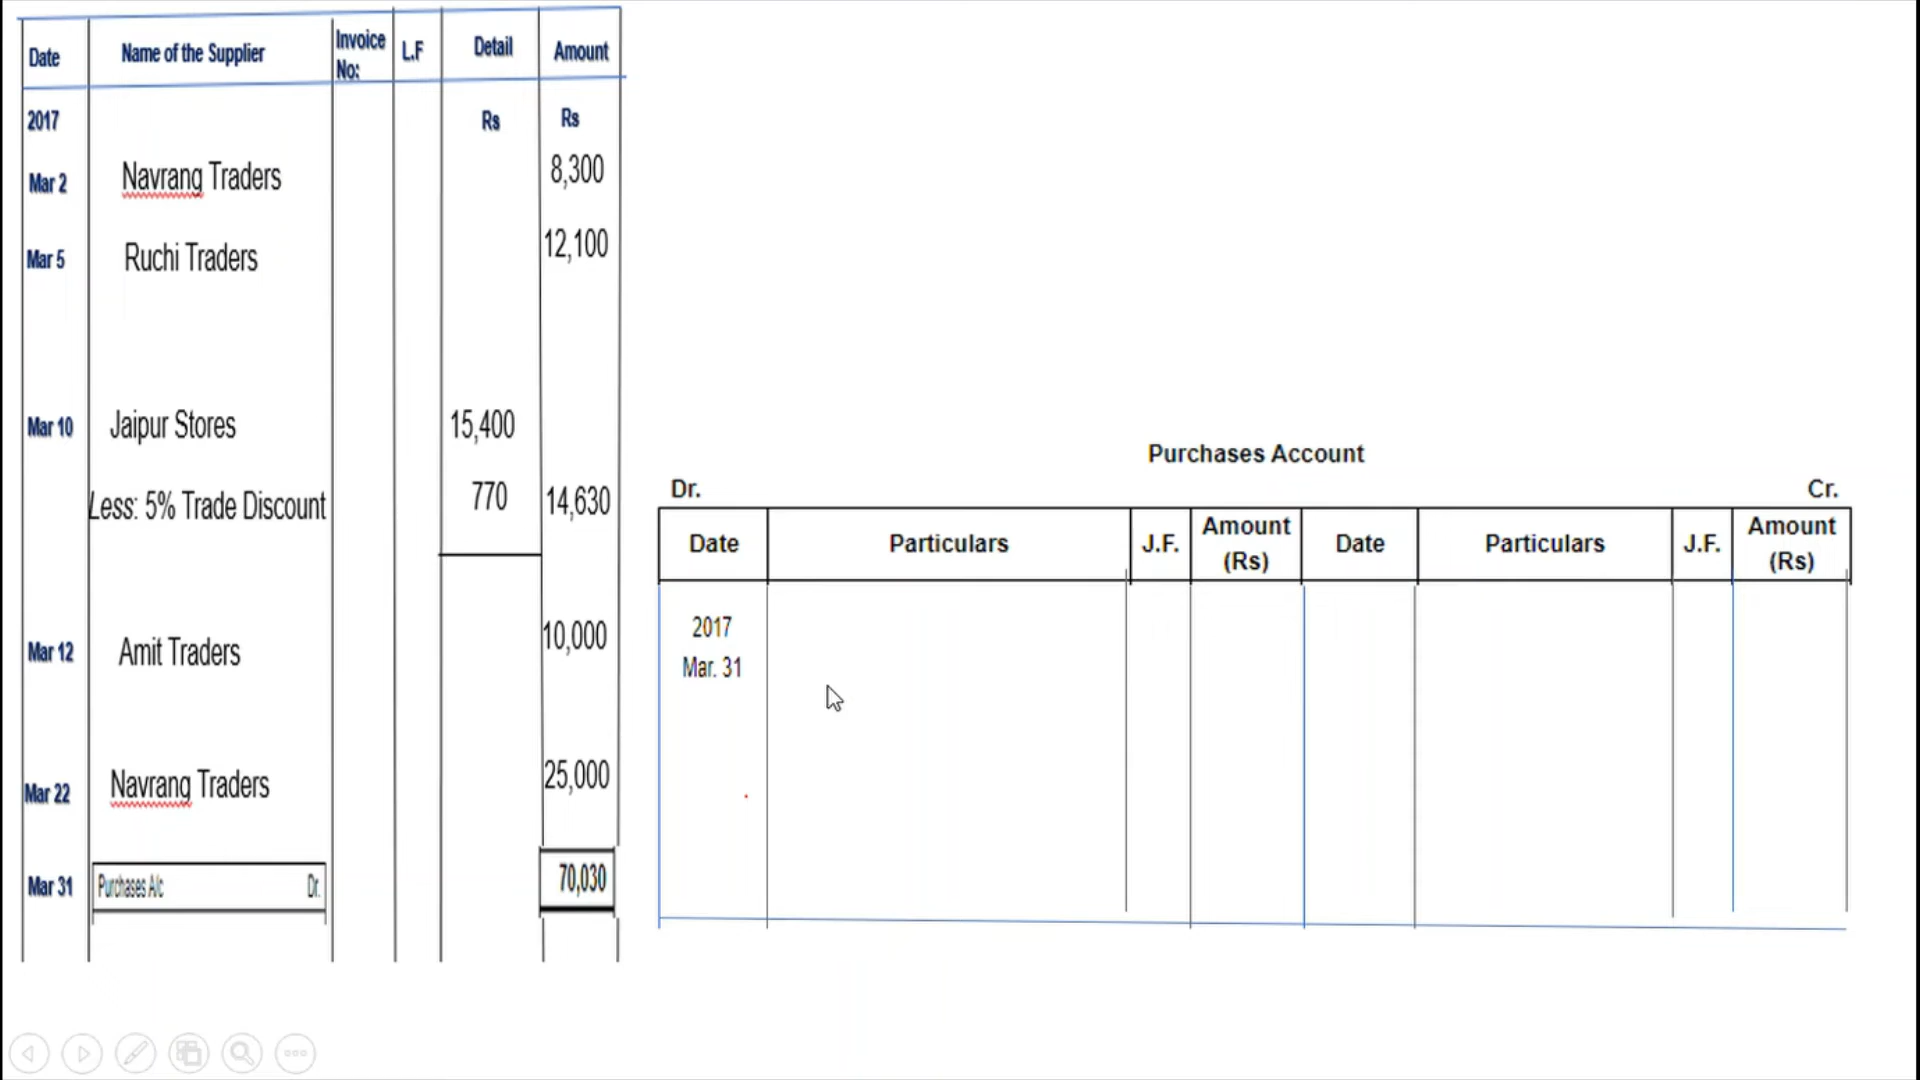 Date Name of the Supplier Invoice No: L.F Detail Amount
2017 Rs Rs
Mar 2 Navrang Traders 8,300
Mar 5 Ruchi Traders 12,100
Mar 10 Jaipur Stores 15,400
Less: 5% Trade Discount 770 14,630
Mar 12 Amit Traders 10,000
Mar 22 Navrang Traders 25,000
Mar 31 Purchases A/c Dr. 70,030
Purchases Account
Dr. Cr.
Date Particulars J.F. Amount (Rs) Date Particulars J.F. Amount (Rs)
2017
Mar. 31